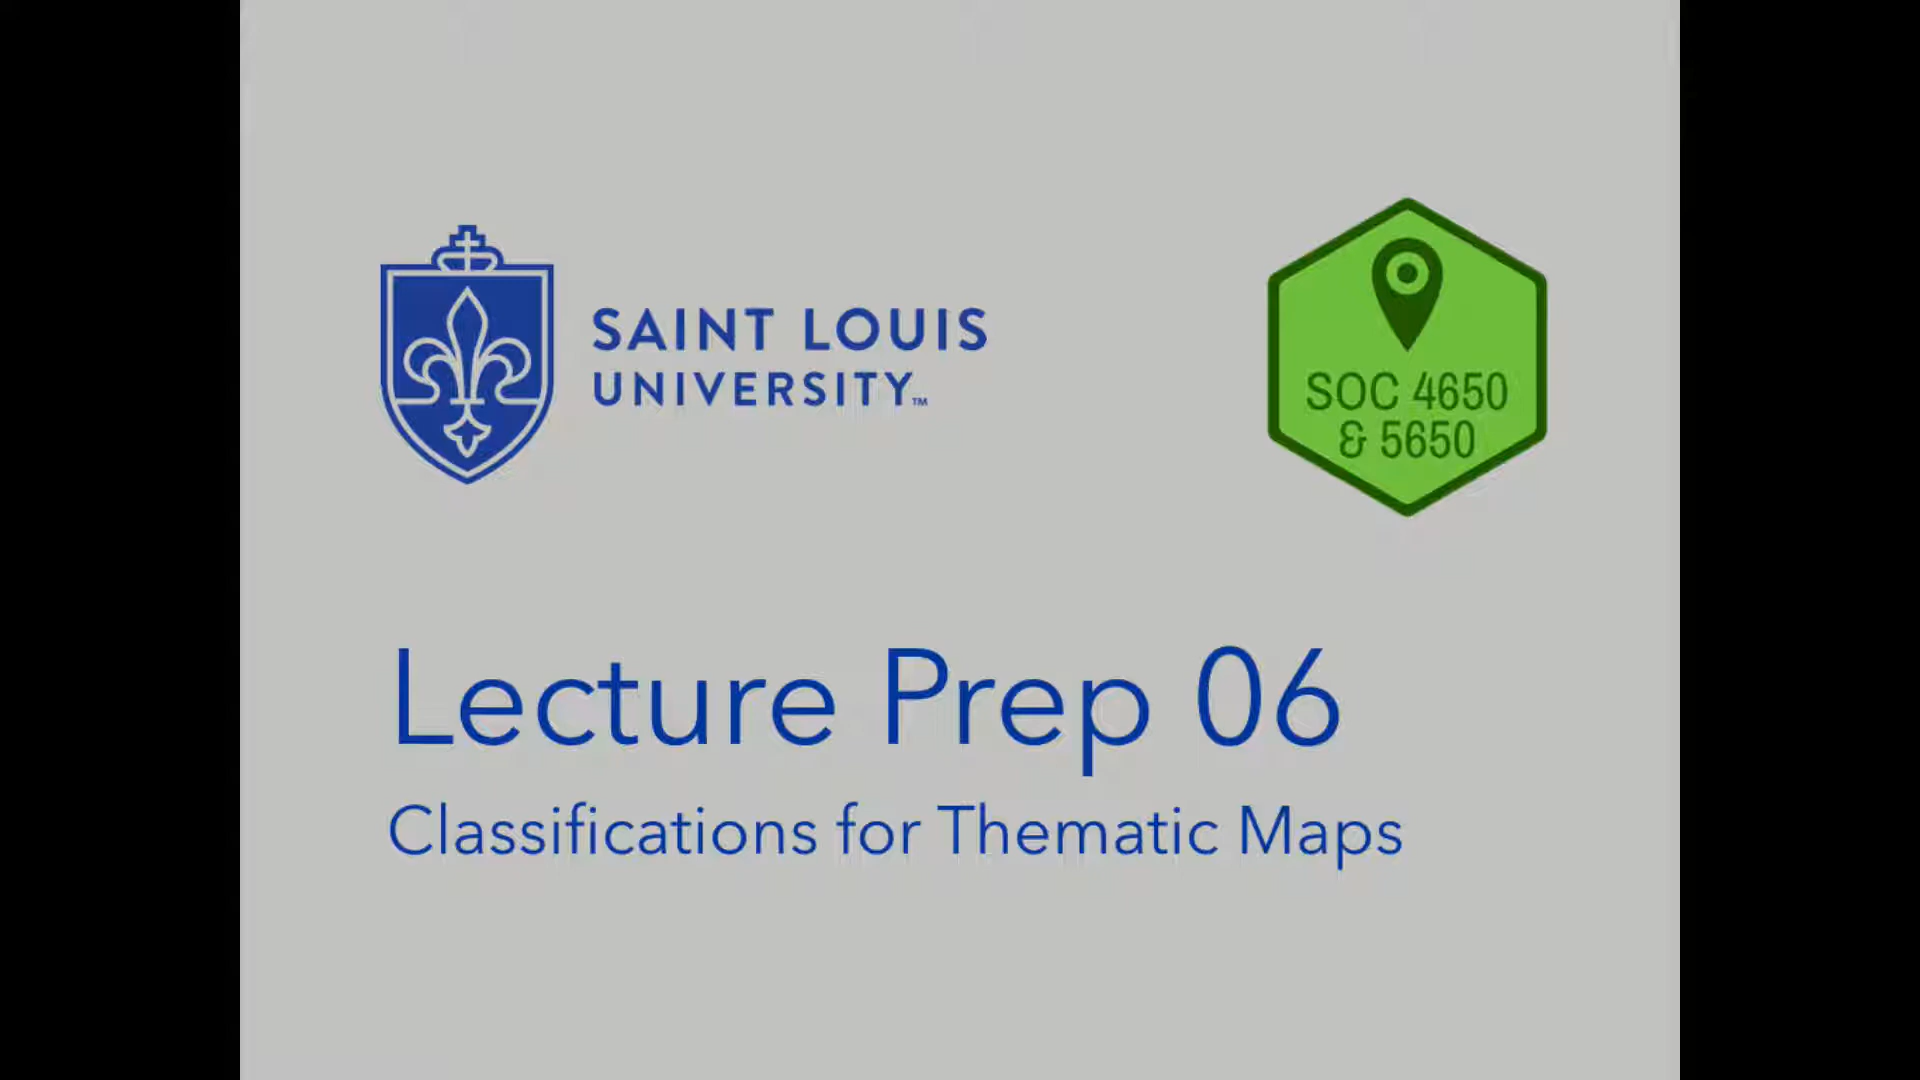 SAINT LOUIS
UNIVERSITY™
SOC 4650
& 5650
Lecture Prep 06
Classifications for Thematic Maps